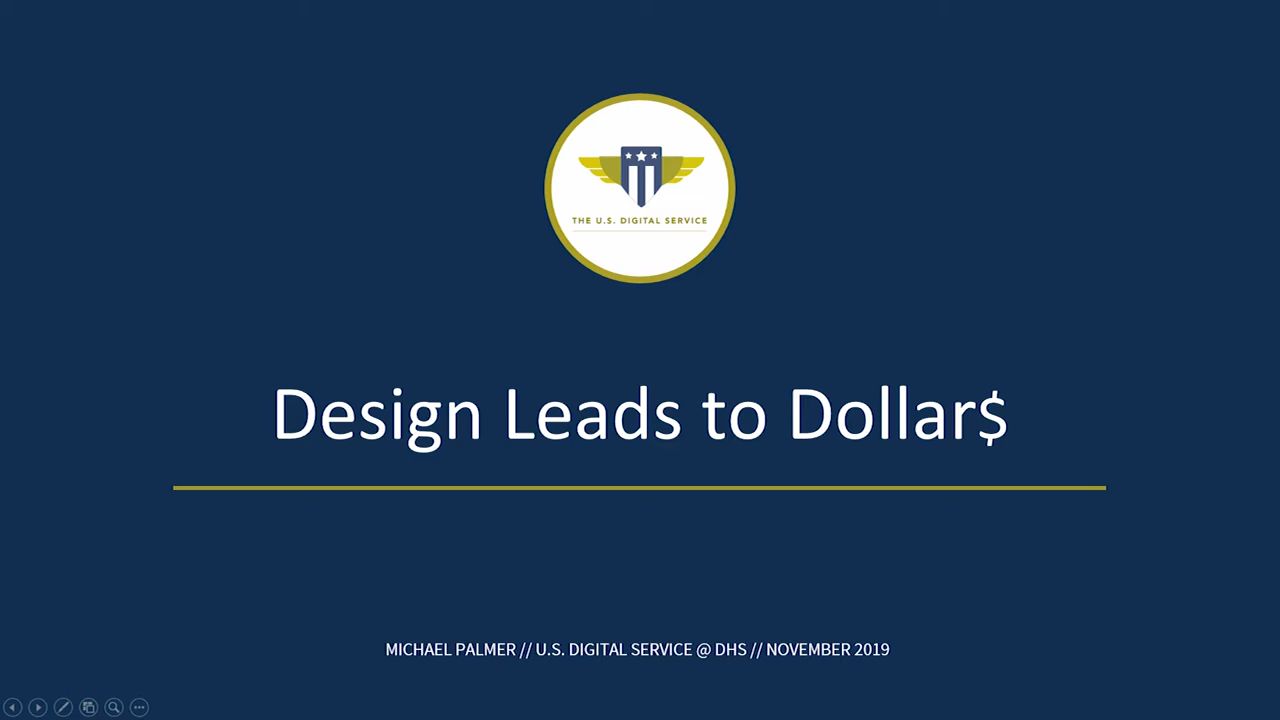 THE U.S. DIGITAL SERVICE
Design Leads to Dollar$
MICHAEL PALMER // U.S. DIGITAL SERVICE @ DHS // NOVEMBER 2019